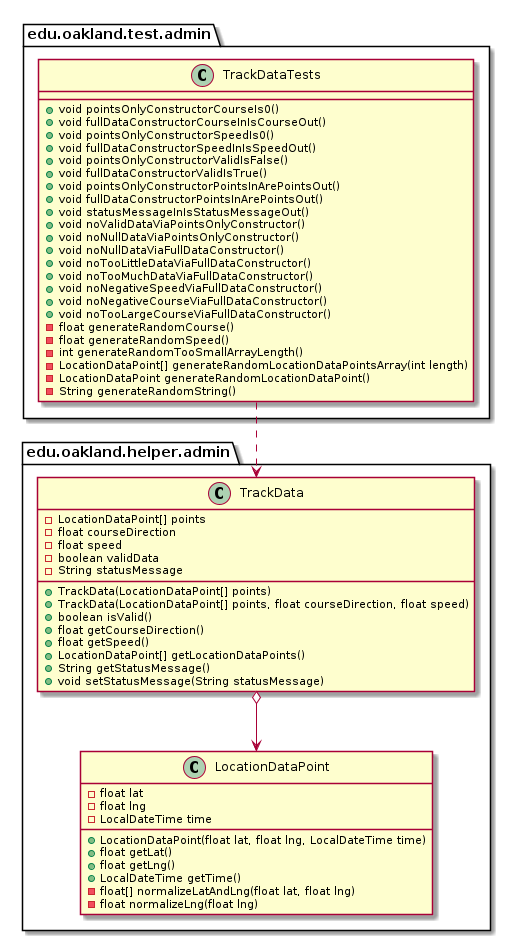 edu.oakland.test.admin
C TrackDataTests
void pointsOnlyConstructorCourseIs0()
void fullDataConstructorCourseInIsCourseOut()
void pointsOnlyConstructorSpeedIs0()
void fullDataConstructorSpeedInIsSpeedOut()
void pointsOnlyConstructorValidIsFalse()
void fullDataConstructorValidIsTrue()
void pointsOnlyConstructorPointsInArePointsOut()
void fullDataConstructorPointsInArePointsOut()
void statusMessageInIsStatusMessageOut()
void noValidDataViaPointsOnlyConstructor()
void noNullDataViaPointsOnlyConstructor()
void noNullDataViaFullDataConstructor()
void noTooLittleDataViaFullDataConstructor()
void noTooMuchDataViaFullDataConstructor()
void noNegativeSpeedViaFullDataConstructor()
void noNegativeCourseViaFullDataConstructor()
void noTooLargeCourseViaFullDataConstructor()
float generateRandomCourse()
float generateRandomSpeed()
int generateRandomTooSmallArrayLength()
LocationDataPoint[] generateRandomLocationDataPointsArray(int length)
LocationDataPoint generateRandomLocationDataPoint()
String generateRandomString()
edu.oakland.helper.admin
C TrackData
LocationDataPoint[] points
float courseDirection
float speed
boolean validData
String statusMessage
TrackData(LocationDataPoint[] points)
TrackData(LocationDataPoint[] points, float courseDirection, float speed)
boolean isValid()
float getCourseDirection()
float getSpeed()
LocationDataPoint[] getLocationDataPoints()
String getStatusMessage()
void setStatusMessage(String statusMessage)
C LocationDataPoint
float lat
float lng
LocalDateTime time
LocationDataPoint(float lat, float lng, LocalDateTime time)
float getLat()
float getLng()
LocalDateTime getTime()
float[] normalizeLatAndLng(float lat, float lng)
float normalizeLng(float lng)